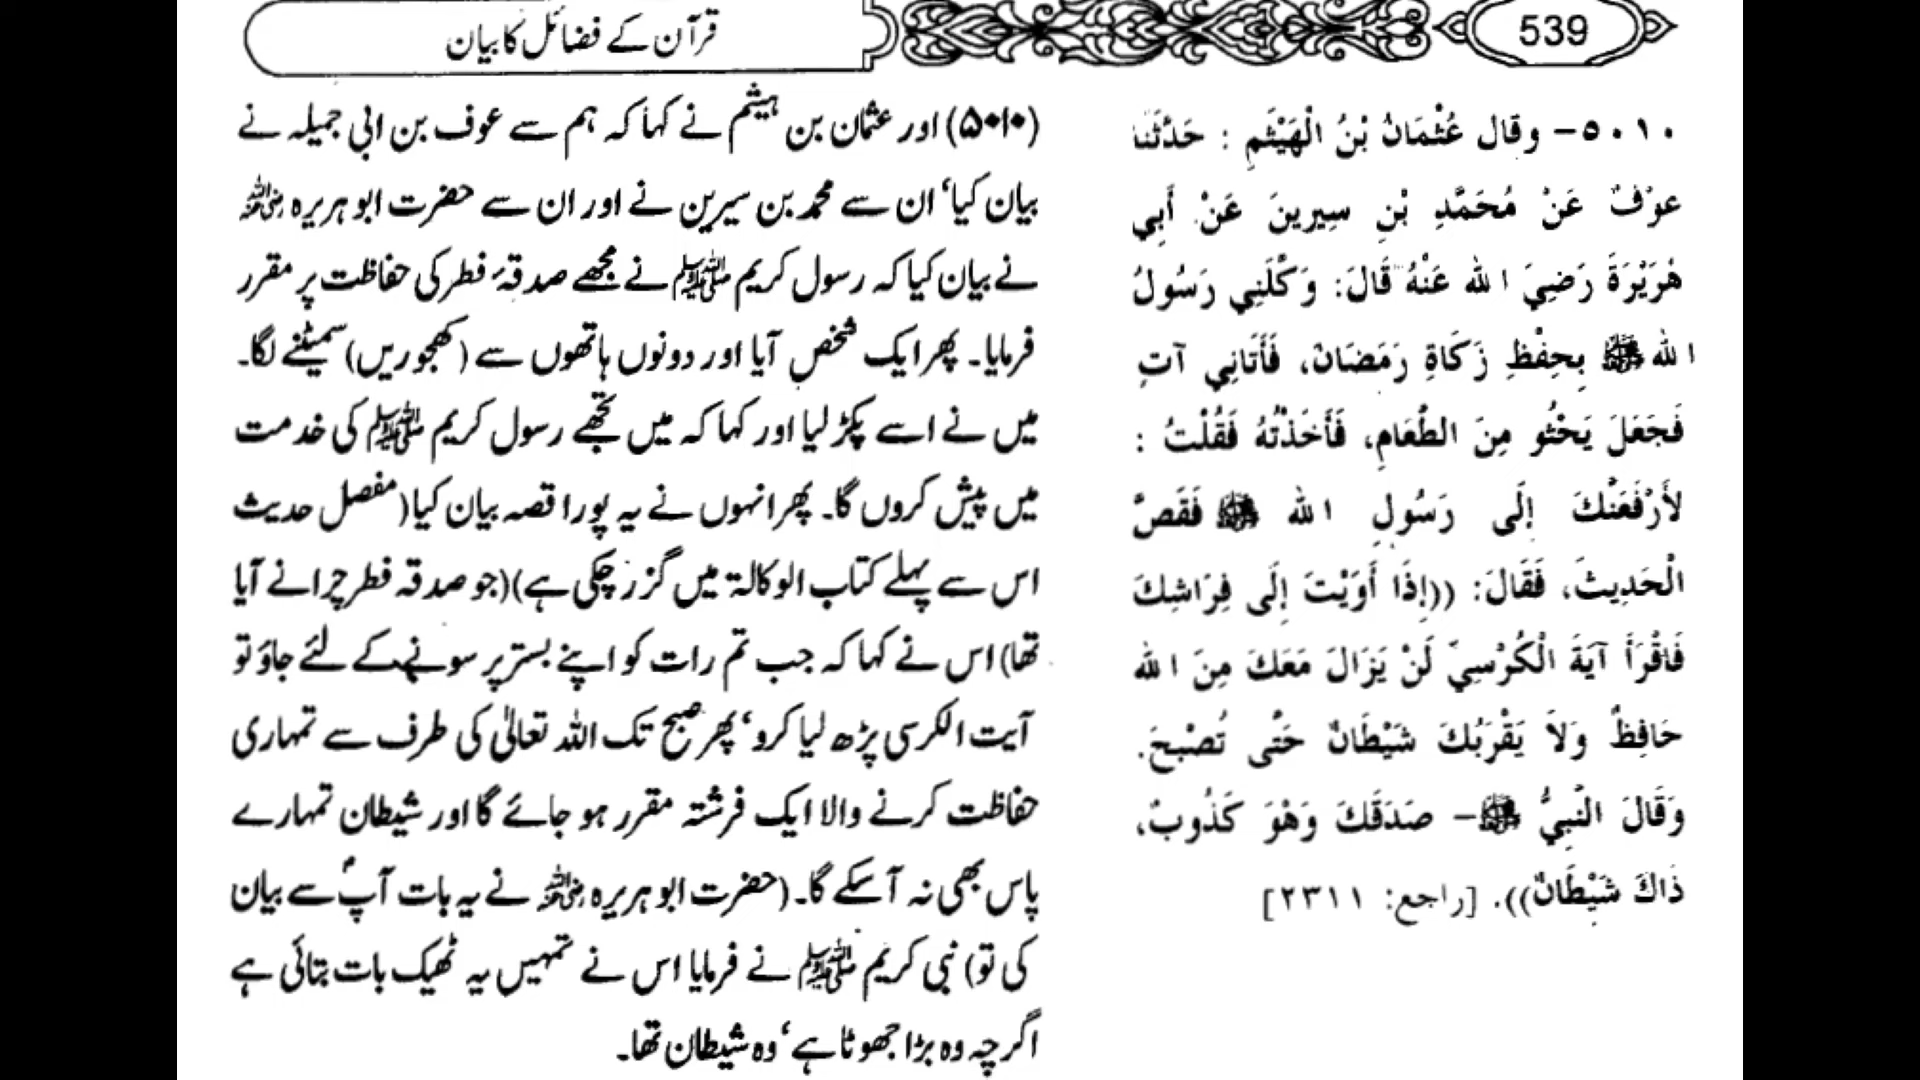 539
قرآن کے فضائل کا بیان
٥٠١٠- وقال عُثْمَانُ بْنُ الْهَيْثَمِ : حَدَّثَنَا
عوْفٌ عَنْ مُحَمَّدِ بْنِ سِيرينَ عَنْ أَبِي
هُرَيْرَةَ رَضِيَ الله عَنْهُ قَالَ: وَكَّلَنِي رَسُولُ
الله ﷺ بِحِفْظِ زَكَاةِ رَمَضَانَ، فَأَتَانِي آتٍ
فَجَعَلَ يَحْثُو مِنَ الطَّعَامِ، فَأَخَذْتُهُ فَقُلْتُ :
لأَرْفَعَنَّكَ إِلَى رَسُولِ الله ﷺ فَقَصَّ
الْحَدِيثَ، فَقَالَ: ((إِذَا أَوَيْتَ إِلَى فِرَاشِكَ
فَاقْرَأْ آيَةَ الْكُرْسِيِّ لَنْ يَزَالَ مَعَكَ مِنَ الله
حَافِظٌ وَلاَ يَقْرَبُكَ شَيْطَانٌ حَتَّى تُصْبِحَ.
وَقَالَ النَّبِيُّ ﷺ- صَدَقَكَ وَهْوَ كَذُوبٌ،
ذَاكَ شَيْطَانٌ)). [راجع: ٢٣١١]
(۵۰۱۰) اور عثمان بن ہیشم نے کہا کہ ہم سے عوف بن ابی جمیلہ نے
بیان کیا‘ ان سے محمد بن سیرین نے اور ان سے حضرت ابو ہریرہ رضی اللہ عنہ
نے بیان کیا کہ رسول کریم ﷺ نے مجھے صدقۂ فطر کی حفاظت پر مقرر
فرمایا۔ پھر ایک شخص آیا اور دونوں ہاتھوں سے (کھجوریں) سمیٹنے لگا۔
میں نے اسے پکڑ لیا اور کہا کہ میں تجھے رسول کریم ﷺ کی خدمت
میں پیش کروں گا۔ پھر انہوں نے یہ پورا قصہ بیان کیا (مفصل حدیث
اس سے پہلے کتاب الوکالۃ میں گزر چکی ہے) (جو صدقہ فطر چرانے آیا
تھا) اس نے کہا کہ جب تم رات کو اپنے بستر پر سونے کے لئے جاؤ تو
آیت الکرسی پڑھ لیا کرو‘ پھر صبح تک اللہ تعالیٰ کی طرف سے تمہاری
حفاظت کرنے والا ایک فرشتہ مقرر ہو جائے گا اور شیطان تمہارے
پاس بھی نہ آ سکے گا۔ (حضرت ابو ہریرہ رضی اللہ عنہ نے یہ بات آپؐ سے بیان
کی تو) نبی کریم ﷺ نے فرمایا اس نے تمہیں یہ ٹھیک بات بتائی ہے
اگرچہ وہ بڑا جھوٹا ہے‘ وہ شیطان تھا۔